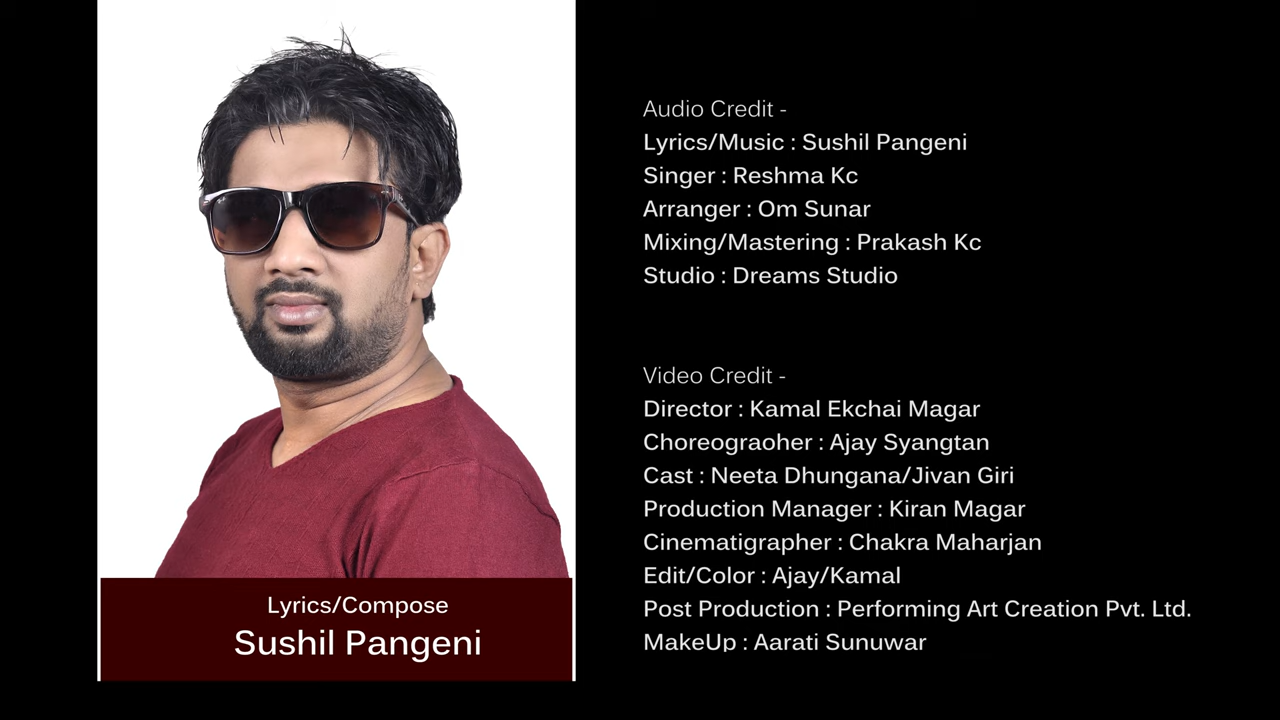 Lyrics/Compose
Sushil Pangeni
Audio Credit -
Lyrics/Music : Sushil Pangeni
Singer : Reshma Kc
Arranger : Om Sunar
Mixing/Mastering : Prakash Kc
Studio : Dreams Studio
Video Credit -
Director : Kamal Ekchai Magar
Choreograoher : Ajay Syangtan
Cast : Neeta Dhungana/Jivan Giri
Production Manager : Kiran Magar
Cinematigrapher : Chakra Maharjan
Edit/Color : Ajay/Kamal
Post Production : Performing Art Creation Pvt. Ltd.
MakeUp : Aarati Sunuwar